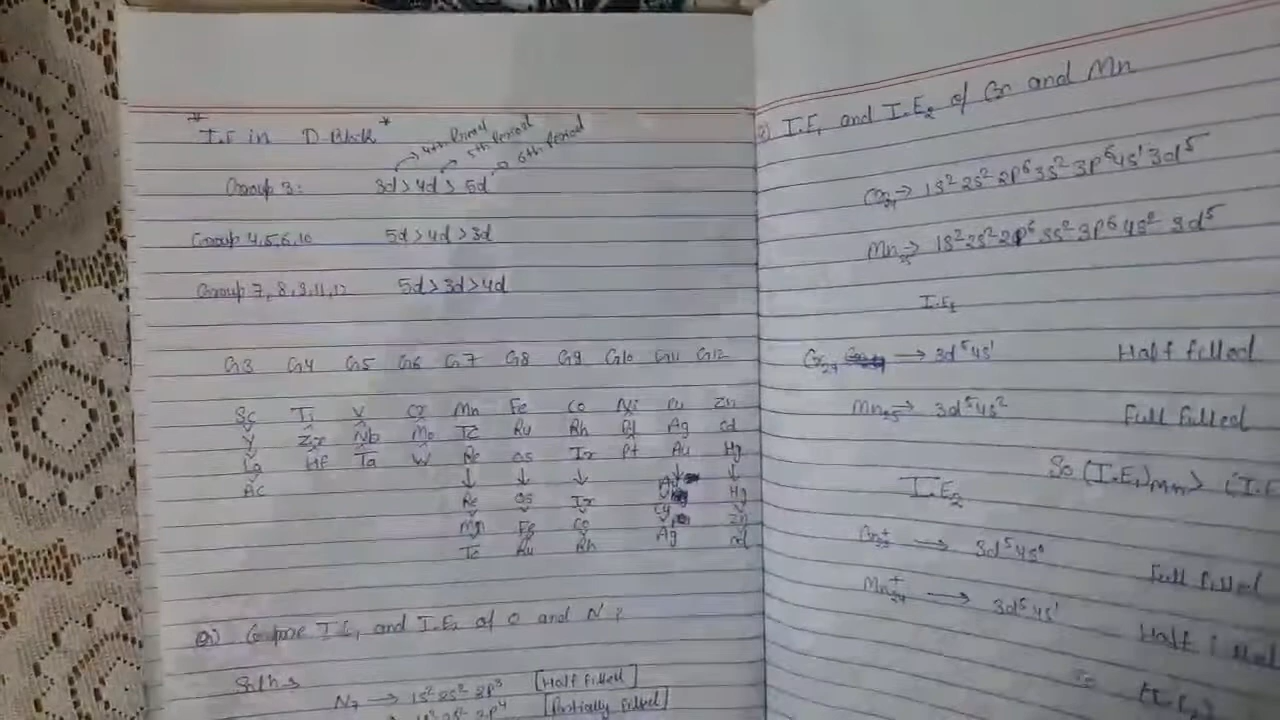 * I.E in D Block *
4th Period 5th Period 6th Period
Group 3: 3d > 4d > 5d
Group 4,5,6,10 5d > 4d > 3d
Group 7, 8, 9, 11, 12 5d > 3d > 4d
G3 G4 G5 G6 G7 G8 G9 G10 G11 G12
Sc Ti V Cr Mn Fe Co Ni Cu Zn
Y Zr Nb Mo Tc Ru Rh Pd Ag Cd
La Hf Ta W Re Os Ir Pt Au Hg
Ac ↓ ↓ ↓ ↓ ↓
Re Os Ir Hg
Mn Fe Co Zn
Tc Ru Rh Ag Cd
I.E₁ and I.E₂ of O and N
N₇ → 1s² 2s² 2p³ [Half filled]
2p⁴ [Partially filled]
I.E₁ and I.E₂ of Cr and Mn
Cr₂₄ → 1s² 2s² 2p⁶ 3s² 3p⁶ 4s¹ 3d⁵
Mn₂₅ → 1s² 2s² 2p⁶ 3s² 3p⁶ 4s² 3d⁵
I.E₁
Cr₂₄ → 3d⁵ 4s¹ Half filled
Mn₂₅ → 3d⁵ 4s² Full filled
So (I.E₁)Mn > (I.E
I.E₂
Cr⁺ → 3d⁵ 4s⁰ Full filled
Mn⁺₂₄ → 3d⁵ 4s¹ Half